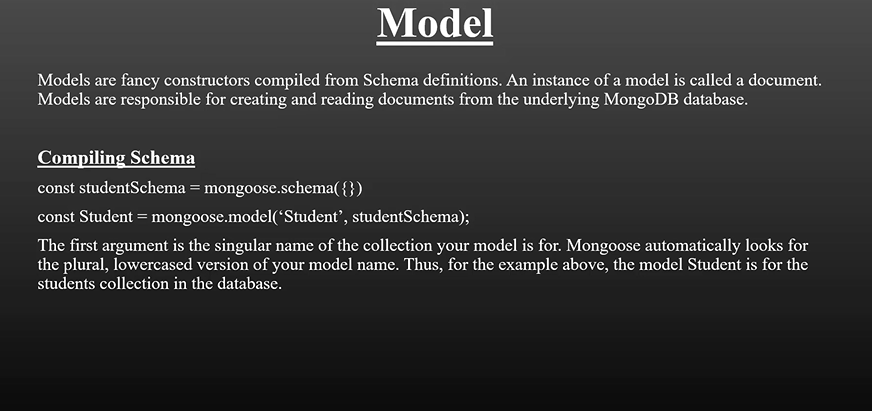 Model
Models are fancy constructors compiled from Schema definitions. An instance of a model is called a document.
Models are responsible for creating and reading documents from the underlying MongoDB database.
Compiling Schema
const studentSchema = mongoose.schema({})
const Student = mongoose.model(‘Student’, studentSchema);
The first argument is the singular name of the collection your model is for. Mongoose automatically looks for
the plural, lowercased version of your model name. Thus, for the example above, the model Student is for the
students collection in the database.